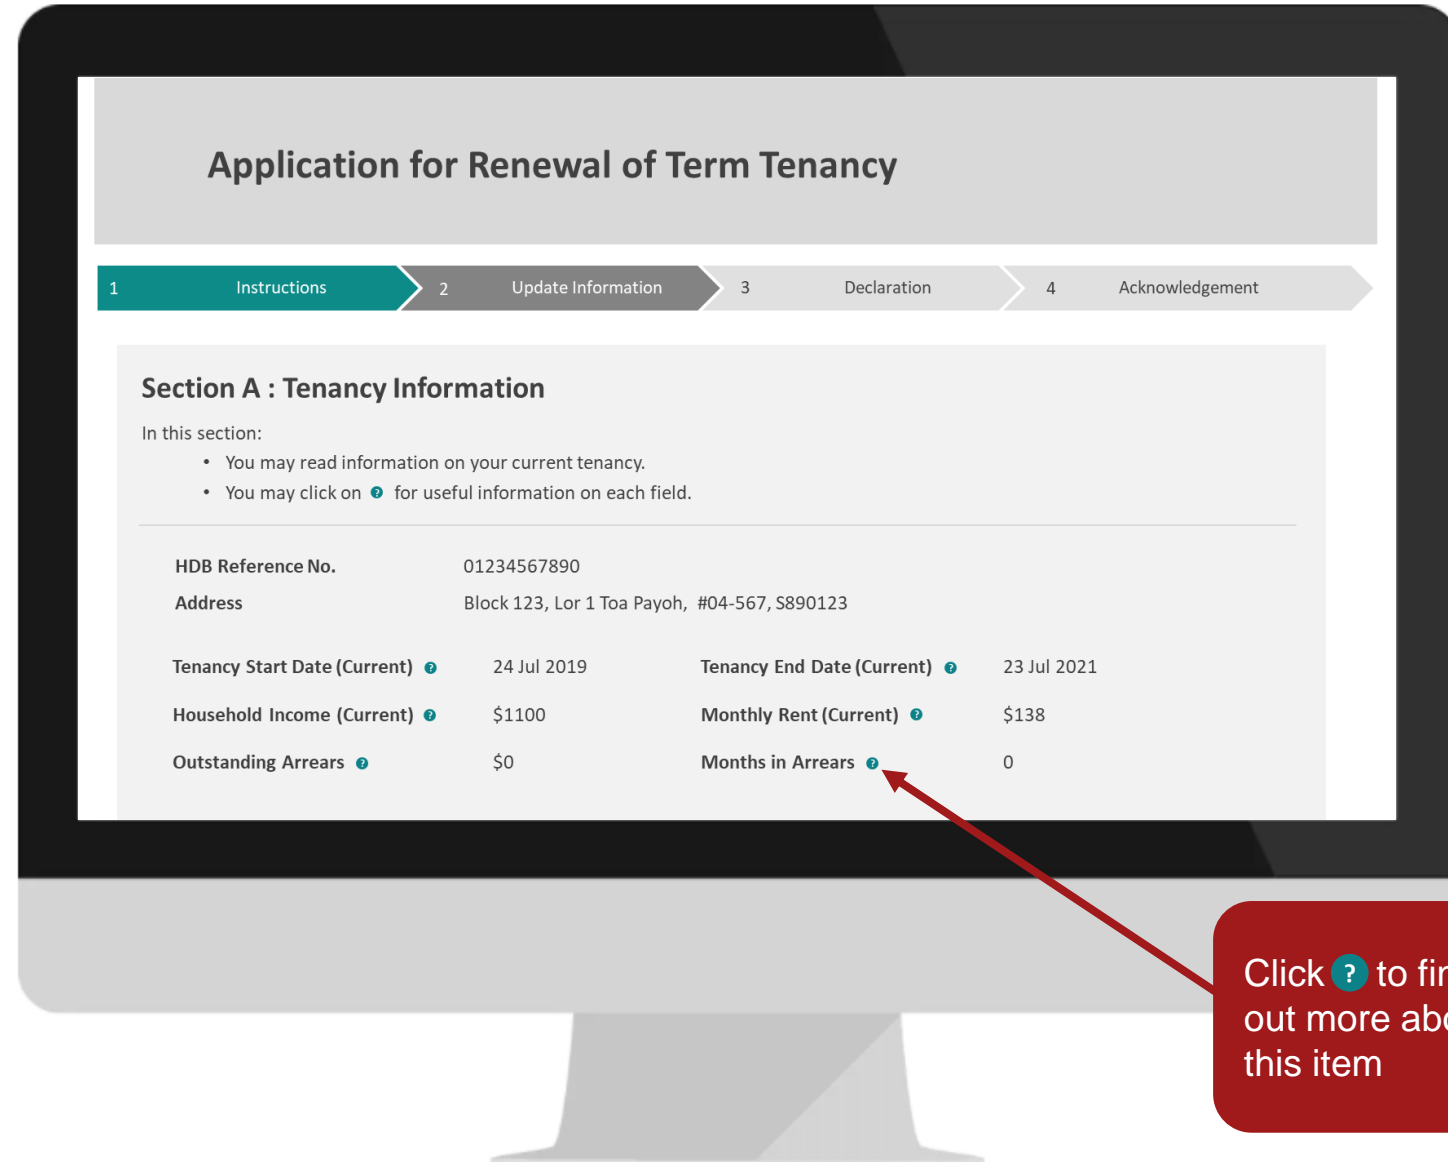 Application for Renewal of Term Tenancy
1 Instructions 2 Update Information 3 Declaration 4 Acknowledgement
Section A : Tenancy Information
In this section:
• You may read information on your current tenancy.
• You may click on ? for useful information on each field.
HDB Reference No. 01234567890
Address Block 123, Lor 1 Toa Payoh, #04-567, S890123
Tenancy Start Date (Current) ? 24 Jul 2019 Tenancy End Date (Current) ? 23 Jul 2021
Household Income (Current) ? $1100 Monthly Rent (Current) ? $138
Outstanding Arrears ? $0 Months in Arrears ? 0
Click ? to
out more
this item